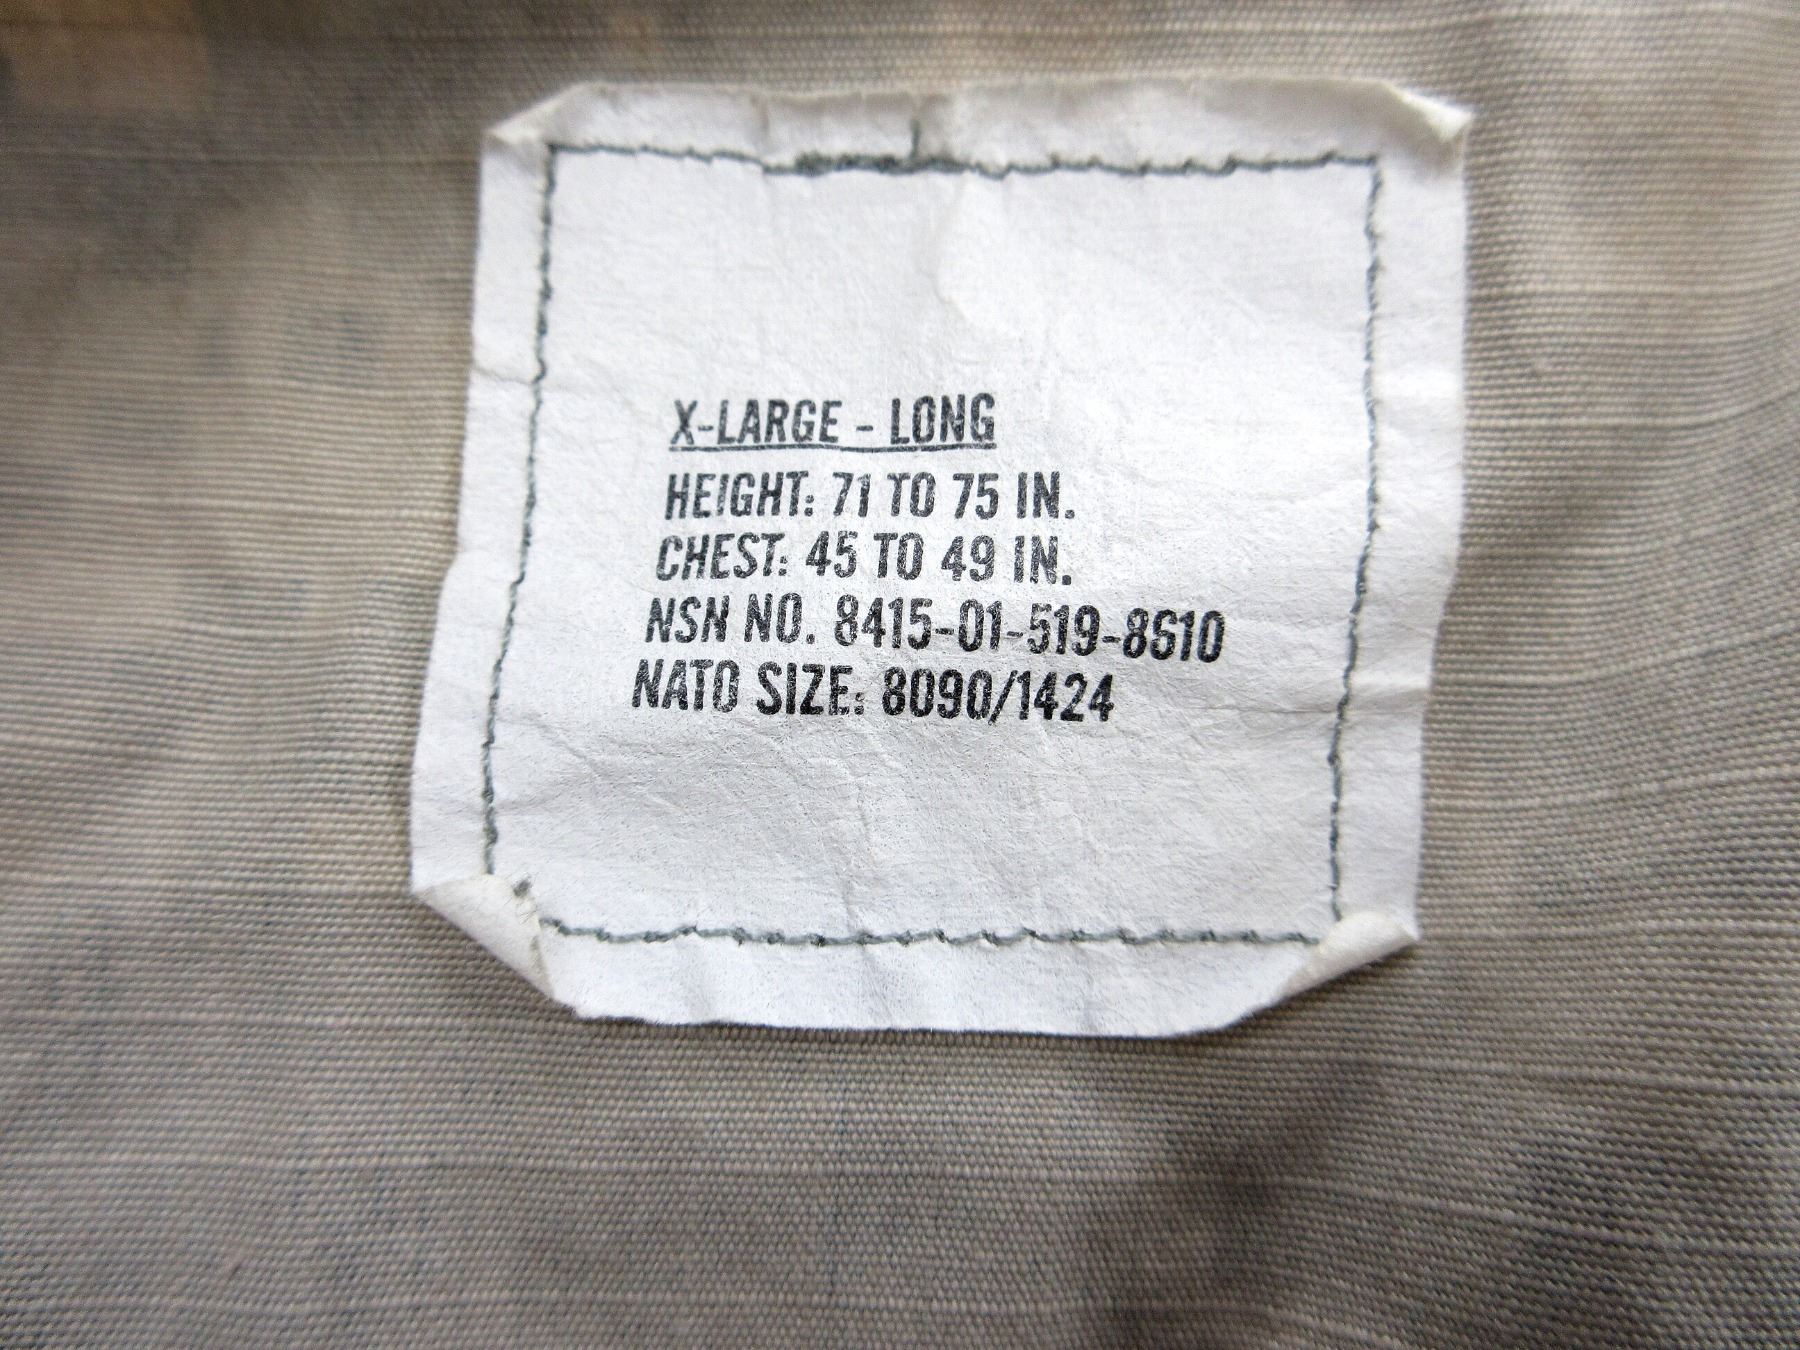 X-LARGE - LONG
HEIGHT: 71 TO 75 IN.
CHEST: 45 TO 49 IN.
NSN NO. 8415-01-519-8610
NATO SIZE: 8090/1424